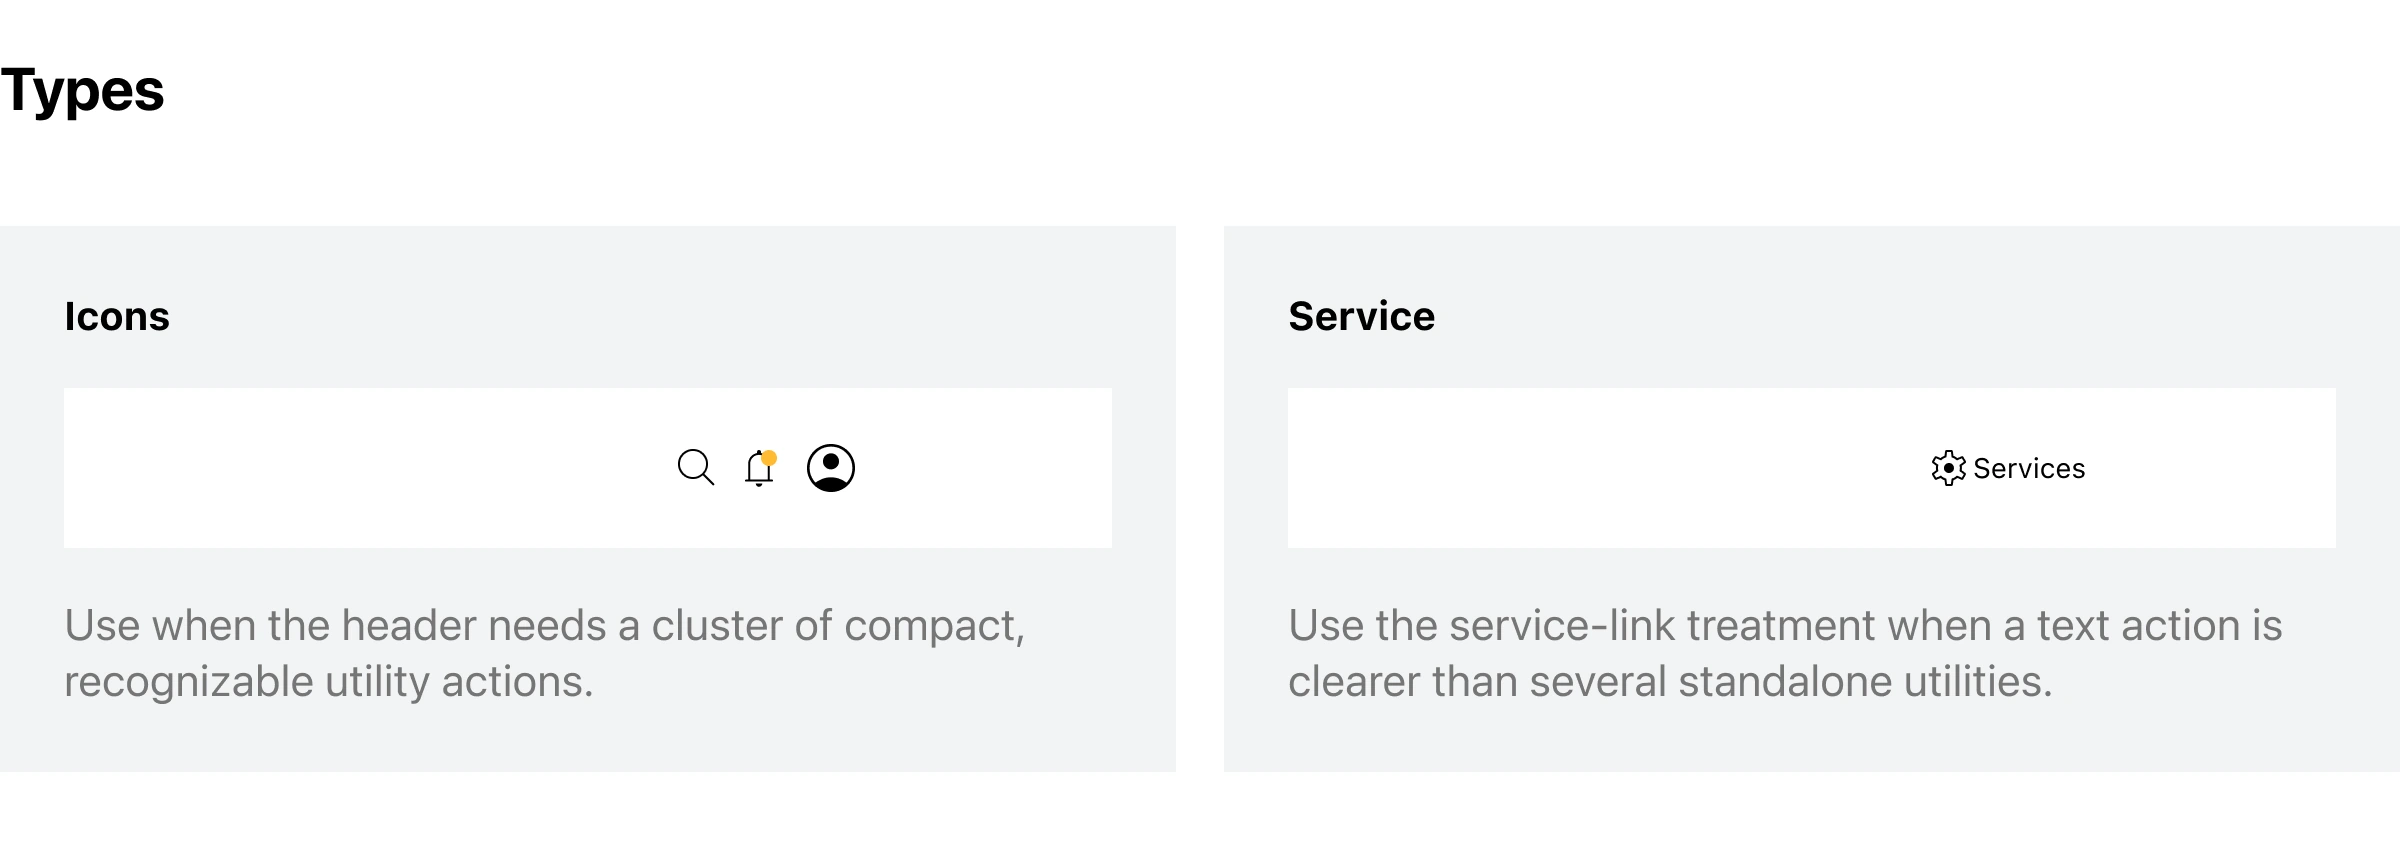 Types
Icons
Use when the header needs a cluster of compact,
recognizable utility actions.
Service
Services
Use the service-link treatment when a text action is
clearer than several standalone utilities.